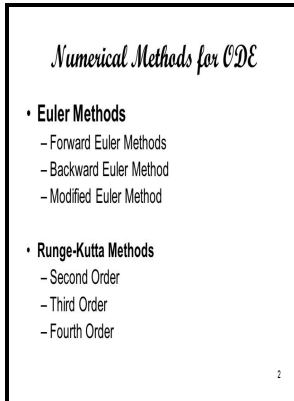 Numerical Methods for ODE
• Euler Methods
– Forward Euler Methods
– Backward Euler Method
– Modified Euler Method
• Runge-Kutta Methods
– Second Order
– Third Order
– Fourth Order
2